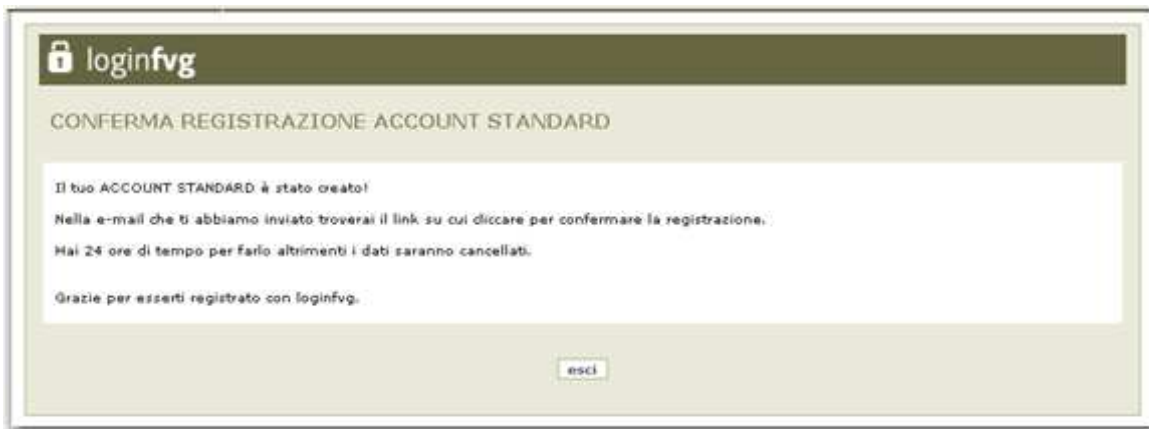 loginfvg
CONFERMA REGISTRAZIONE ACCOUNT STANDARD
Il tuo ACCOUNT STANDARD è stato creato!
Nella e-mail che ti abbiamo inviato troverai il link su cui cliccare per confermare la registrazione.
Hai 24 ore di tempo per farlo altrimenti i dati saranno cancellati.
Grazie per esserti registrato con loginfvg.
esci